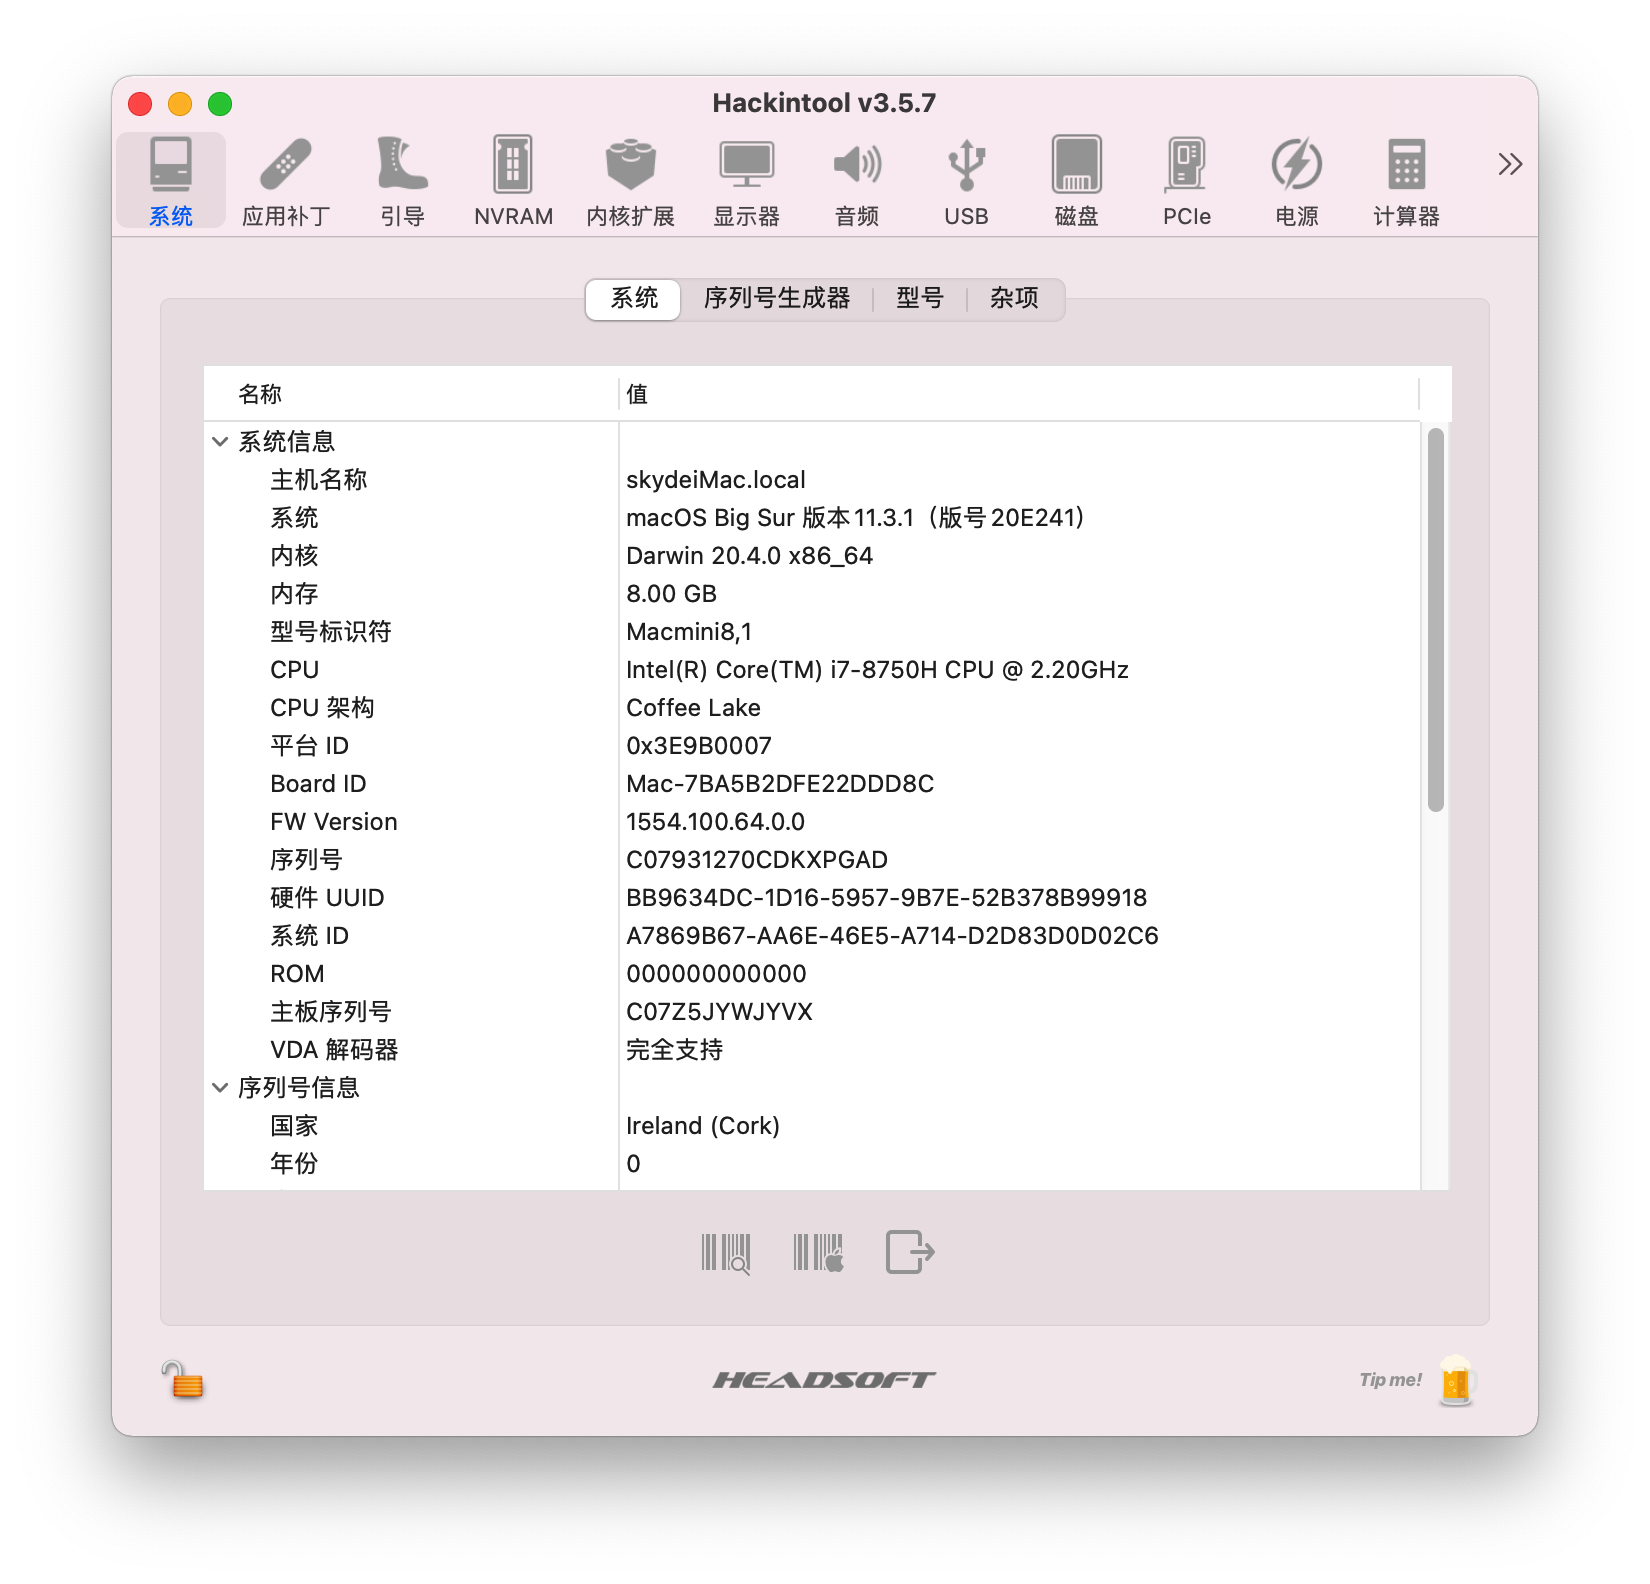 Hackintool v3.5.7
系统 应用补丁 引导 NVRAM 内核扩展 显示器 音频 USB 磁盘 PCIe 电源 计算器
系统 序列号生成器 型号 杂项
名称 值
系统信息
主机名称 skydeiMac.local
系统 macOS Big Sur 版本11.3.1（版号20E241）
内核 Darwin 20.4.0 x86_64
内存 8.00 GB
型号标识符 Macmini8,1
CPU Intel(R) Core(TM) i7-8750H CPU @ 2.20GHz
CPU 架构 Coffee Lake
平台 ID 0x3E9B0007
Board ID Mac-7BA5B2DFE22DDD8C
FW Version 1554.100.64.0.0
序列号 C07931270CDKXPGAD
硬件 UUID BB9634DC-1D16-5957-9B7E-52B378B99918
系统 ID A7869B67-AA6E-46E5-A714-D2D83D0D02C6
ROM 000000000000
主板序列号 C07Z5JYWJYVX
VDA 解码器 完全支持
序列号信息
国家 Ireland (Cork)
年份 0
HEADSOFT
Tip me!